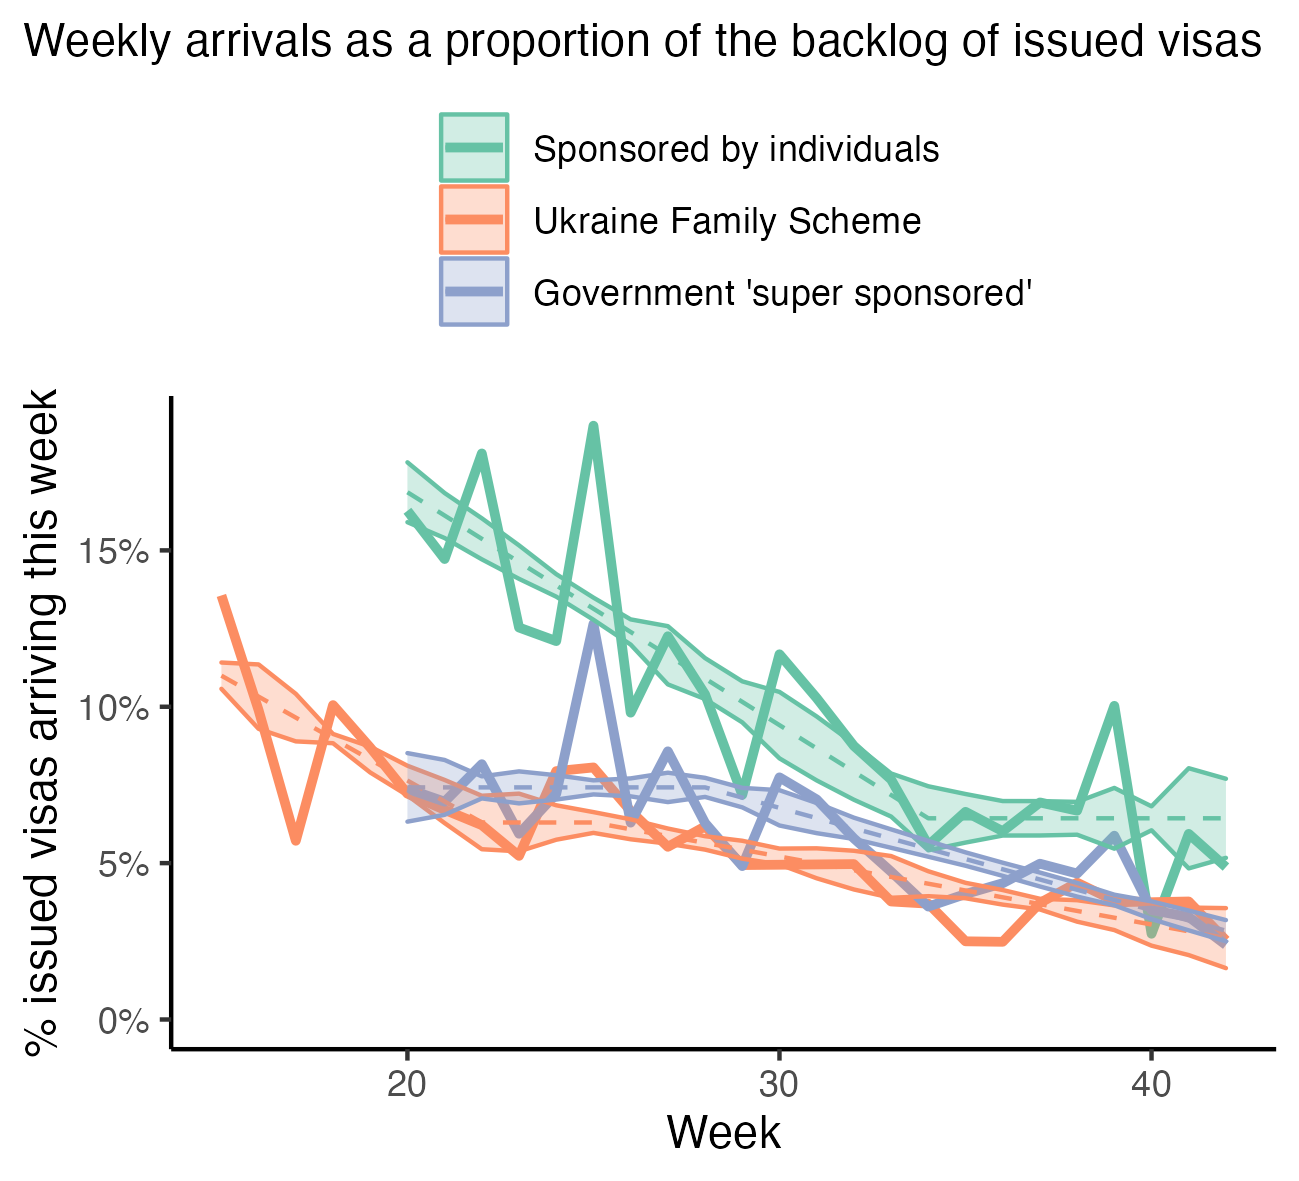 Weekly arrivals as a proportion of the backlog of issued visas
Sponsored by individuals
Ukraine Family Scheme
Government 'super sponsored'
% issued visas arriving this week
15%
10%
5%
0%
20
30
40
Week